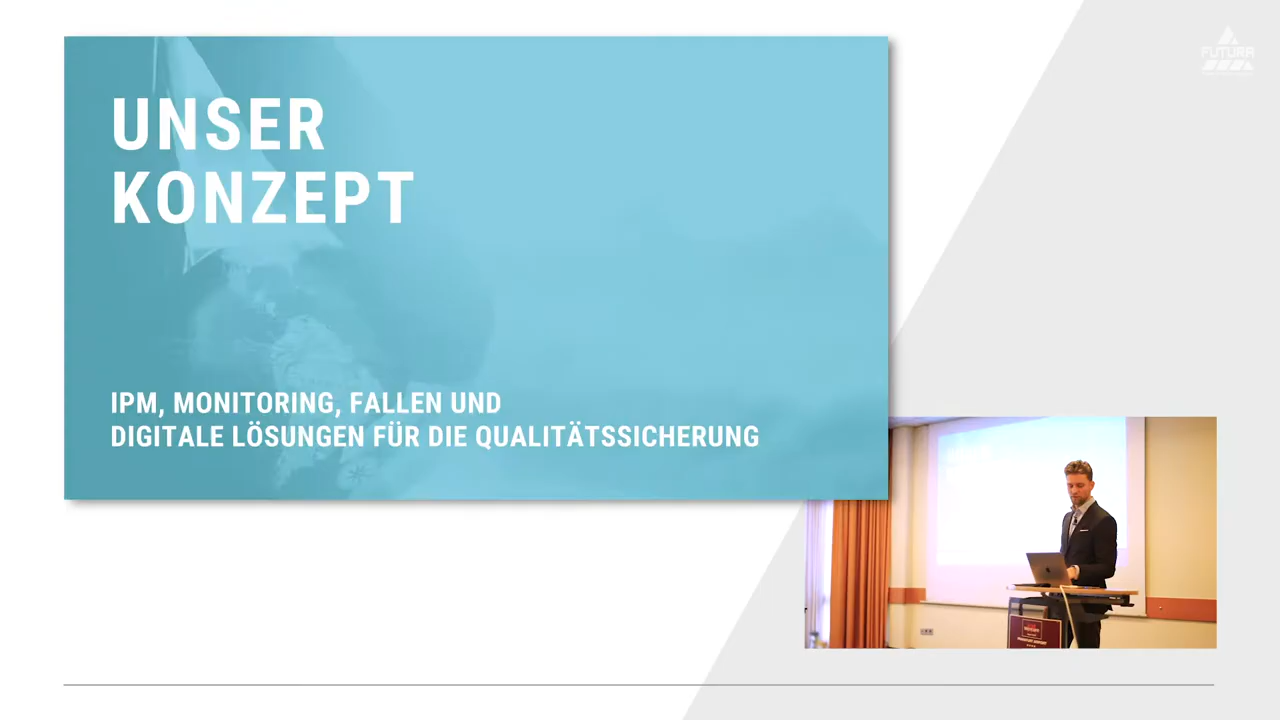 UNSER
KONZEPT
IPM, MONITORING, FALLEN UND
DIGITALE LÖSUNGEN FÜR DIE QUALITÄTSSICHERUNG
FUTURA